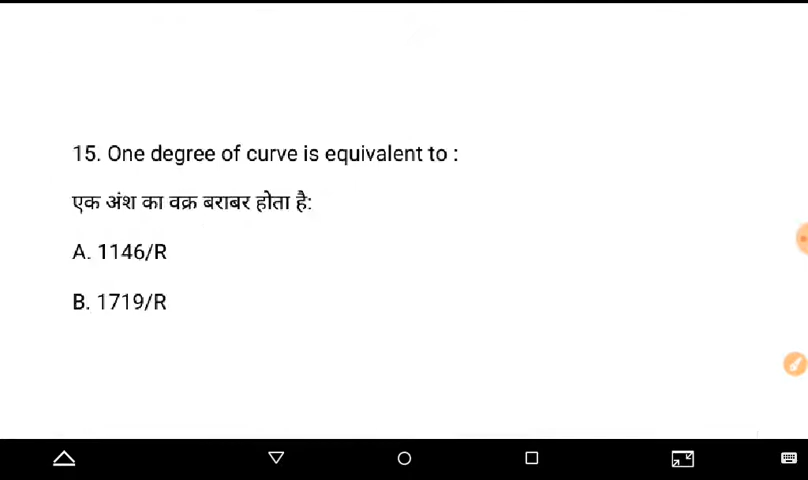 15. One degree of curve is equivalent to :
एक अंश का वक्र बराबर होता है:
A. 1146/R
B. 1719/R